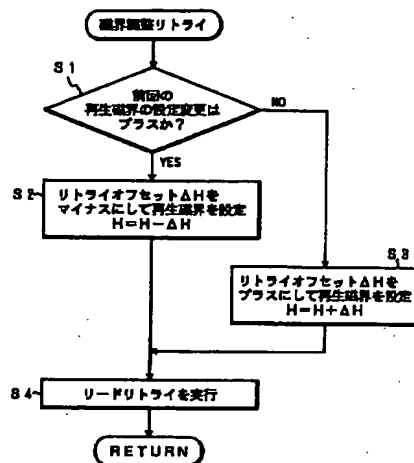 磁界調整リトライ
S1
前回の
再生磁界の設定変更は
プラスか?
NO
YES
S2
リトライオフセットΔHを
マイナスにして再生磁界を設定
H=H-ΔH
S3
リトライオフセットΔHを
プラスにして再生磁界を設定
H=H+ΔH
S4
リードリトライを実行
RETURN